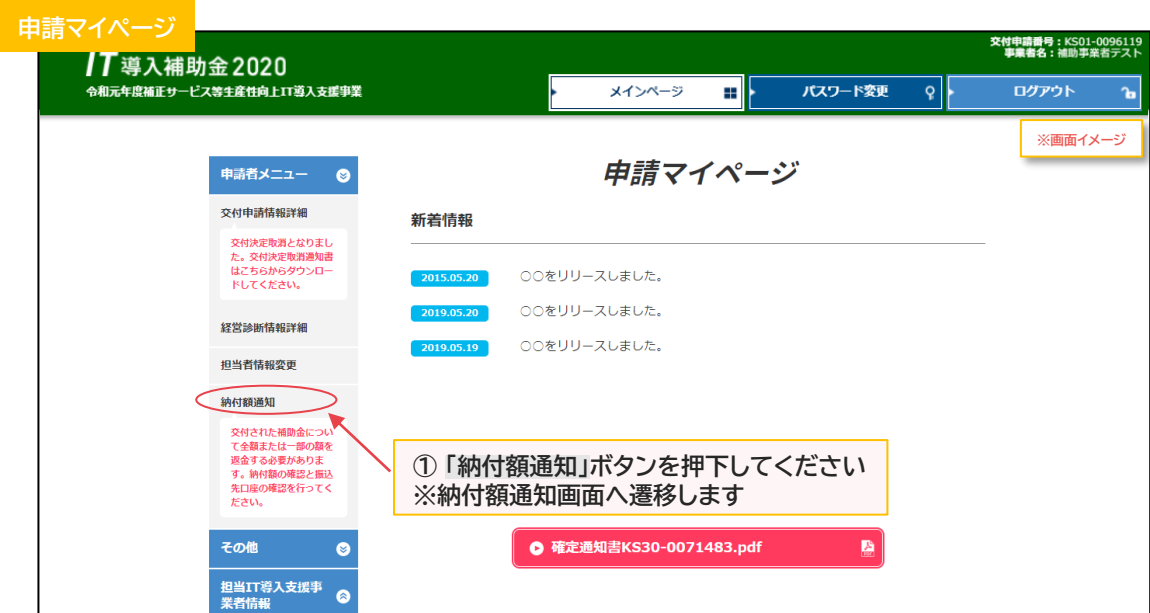 申請マイページ
IT導入補助金2020
令和元年度補正サービス等生産性向上IT導入支援事業
交付申請番号：KS01-0096119
事業者名：補助事業者テスト
メインページ
パスワード変更
ログアウト
※画面イメージ
申請者メニュー
交付申請情報詳細
交付決定取消となりまし
た。交付決定取消通知書
はこちらからダウンロー
ドしてください。
経営診断情報詳細
担当者情報変更
納付額通知
交付された補助金につい
て全額または一部の額を
返金する必要がありま
す。納付額の確認と振込
先口座の確認を行ってく
ださい。
その他
担当IT導入支援事
業者情報
申請マイページ
新着情報
2015.05.20 ○○をリリースしました。
2019.05.20 ○○をリリースしました。
2019.05.19 ○○をリリースしました。
①「納付額通知」ボタンを押下してください
※納付額通知画面へ遷移します
確定通知書KS30-0071483.pdf